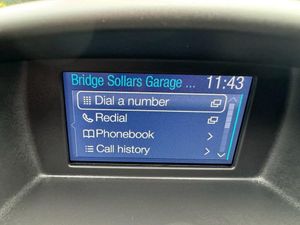 Bridge Sollars Garage ... 11:43
Dial a number
Redial
Phonebook
Call history